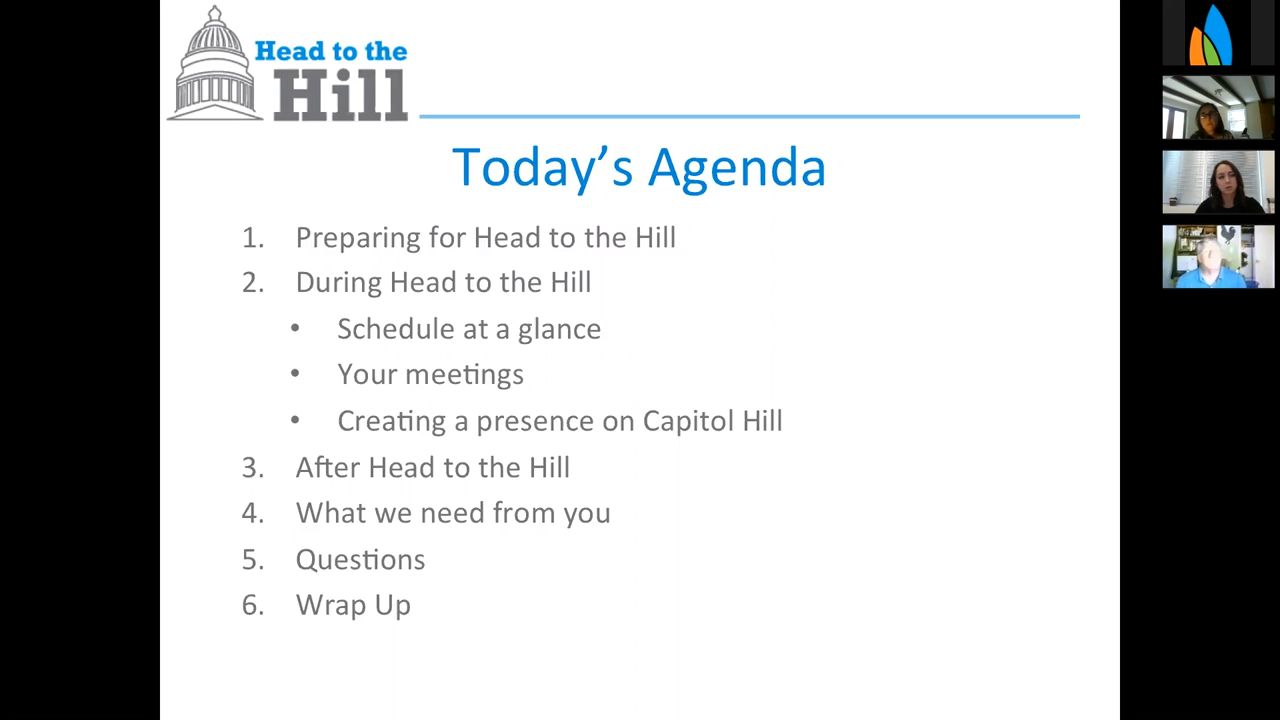 Head to the
Hill
Today’s Agenda
1. Preparing for Head to the Hill
2. During Head to the Hill
• Schedule at a glance
• Your meetings
• Creating a presence on Capitol Hill
3. After Head to the Hill
4. What we need from you
5. Questions
6. Wrap Up